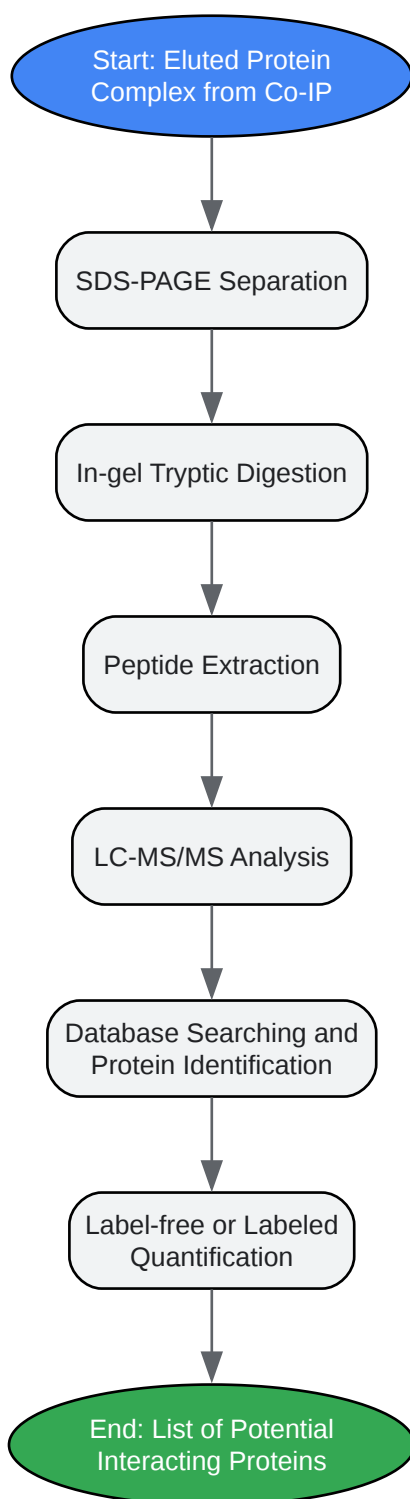 Start: Eluted Protein
Complex from Co-IP
SDS-PAGE Separation
In-gel Tryptic Digestion
Peptide Extraction
LC-MS/MS Analysis
Database Searching and
Protein Identification
Label-free or Labeled
Quantification
End: List of Potential
Interacting Proteins